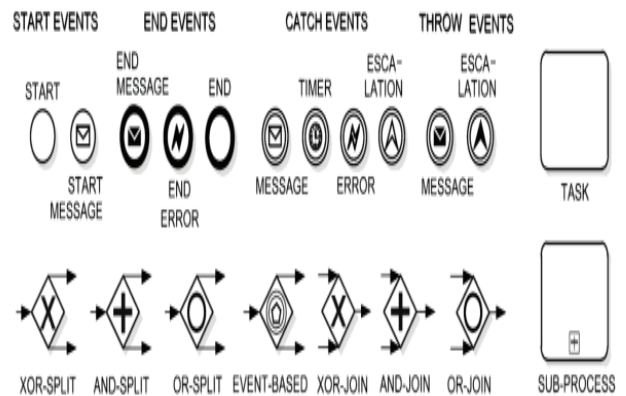 START EVENTS END EVENTS CATCH EVENTS THROW EVENTS
START
START
MESSAGE
END
MESSAGE
END
ERROR
END
MESSAGE
TIMER
ERROR
ESCA-
LATION
MESSAGE
ESCA-
LATION
TASK
XOR-SPLIT AND-SPLIT OR-SPLIT EVENT-BASED XOR-JOIN AND-JOIN OR-JOIN SUB-PROCESS